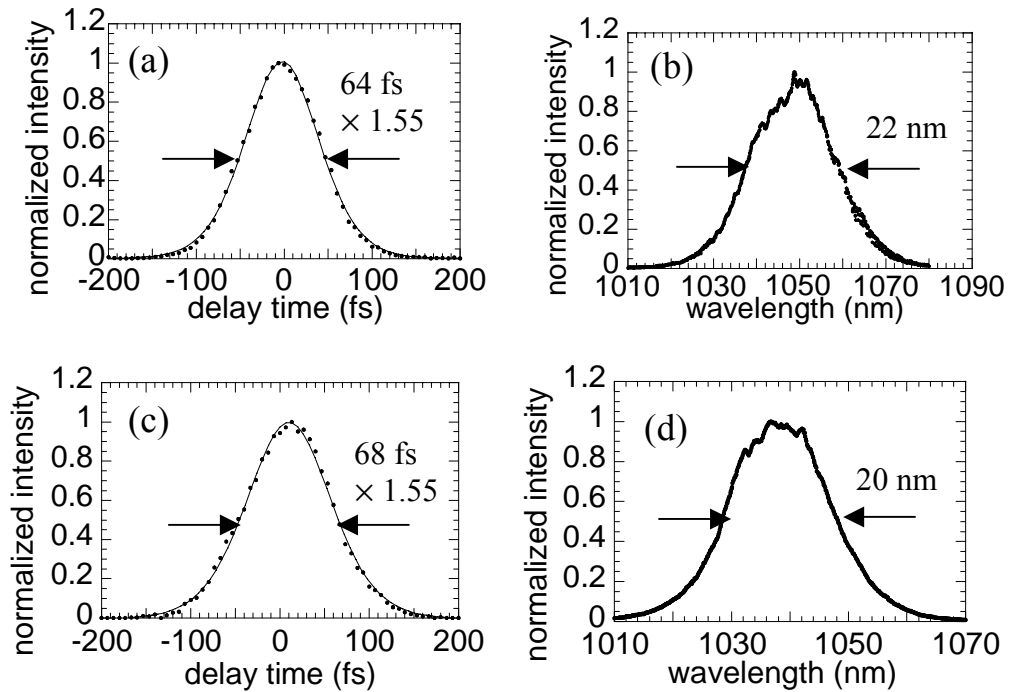 1.2
1
0.8
0.6
0.4
0.2
0
normalized intensity
(a)
64 fs
× 1.55
-200 -100 0 100 200
delay time (fs)
1.2
1
0.8
0.6
0.4
0.2
0
normalized intensity
(b)
22 nm
1010 1030 1050 1070 1090
wavelength (nm)
1.2
1
0.8
0.6
0.4
0.2
0
normalized intensity
(c)
68 fs
× 1.55
-200 -100 0 100 200
delay time (fs)
1.2
1
0.8
0.6
0.4
0.2
0
normalized intensity
(d)
20 nm
1010 1030 1050 1070
wavelength (nm)